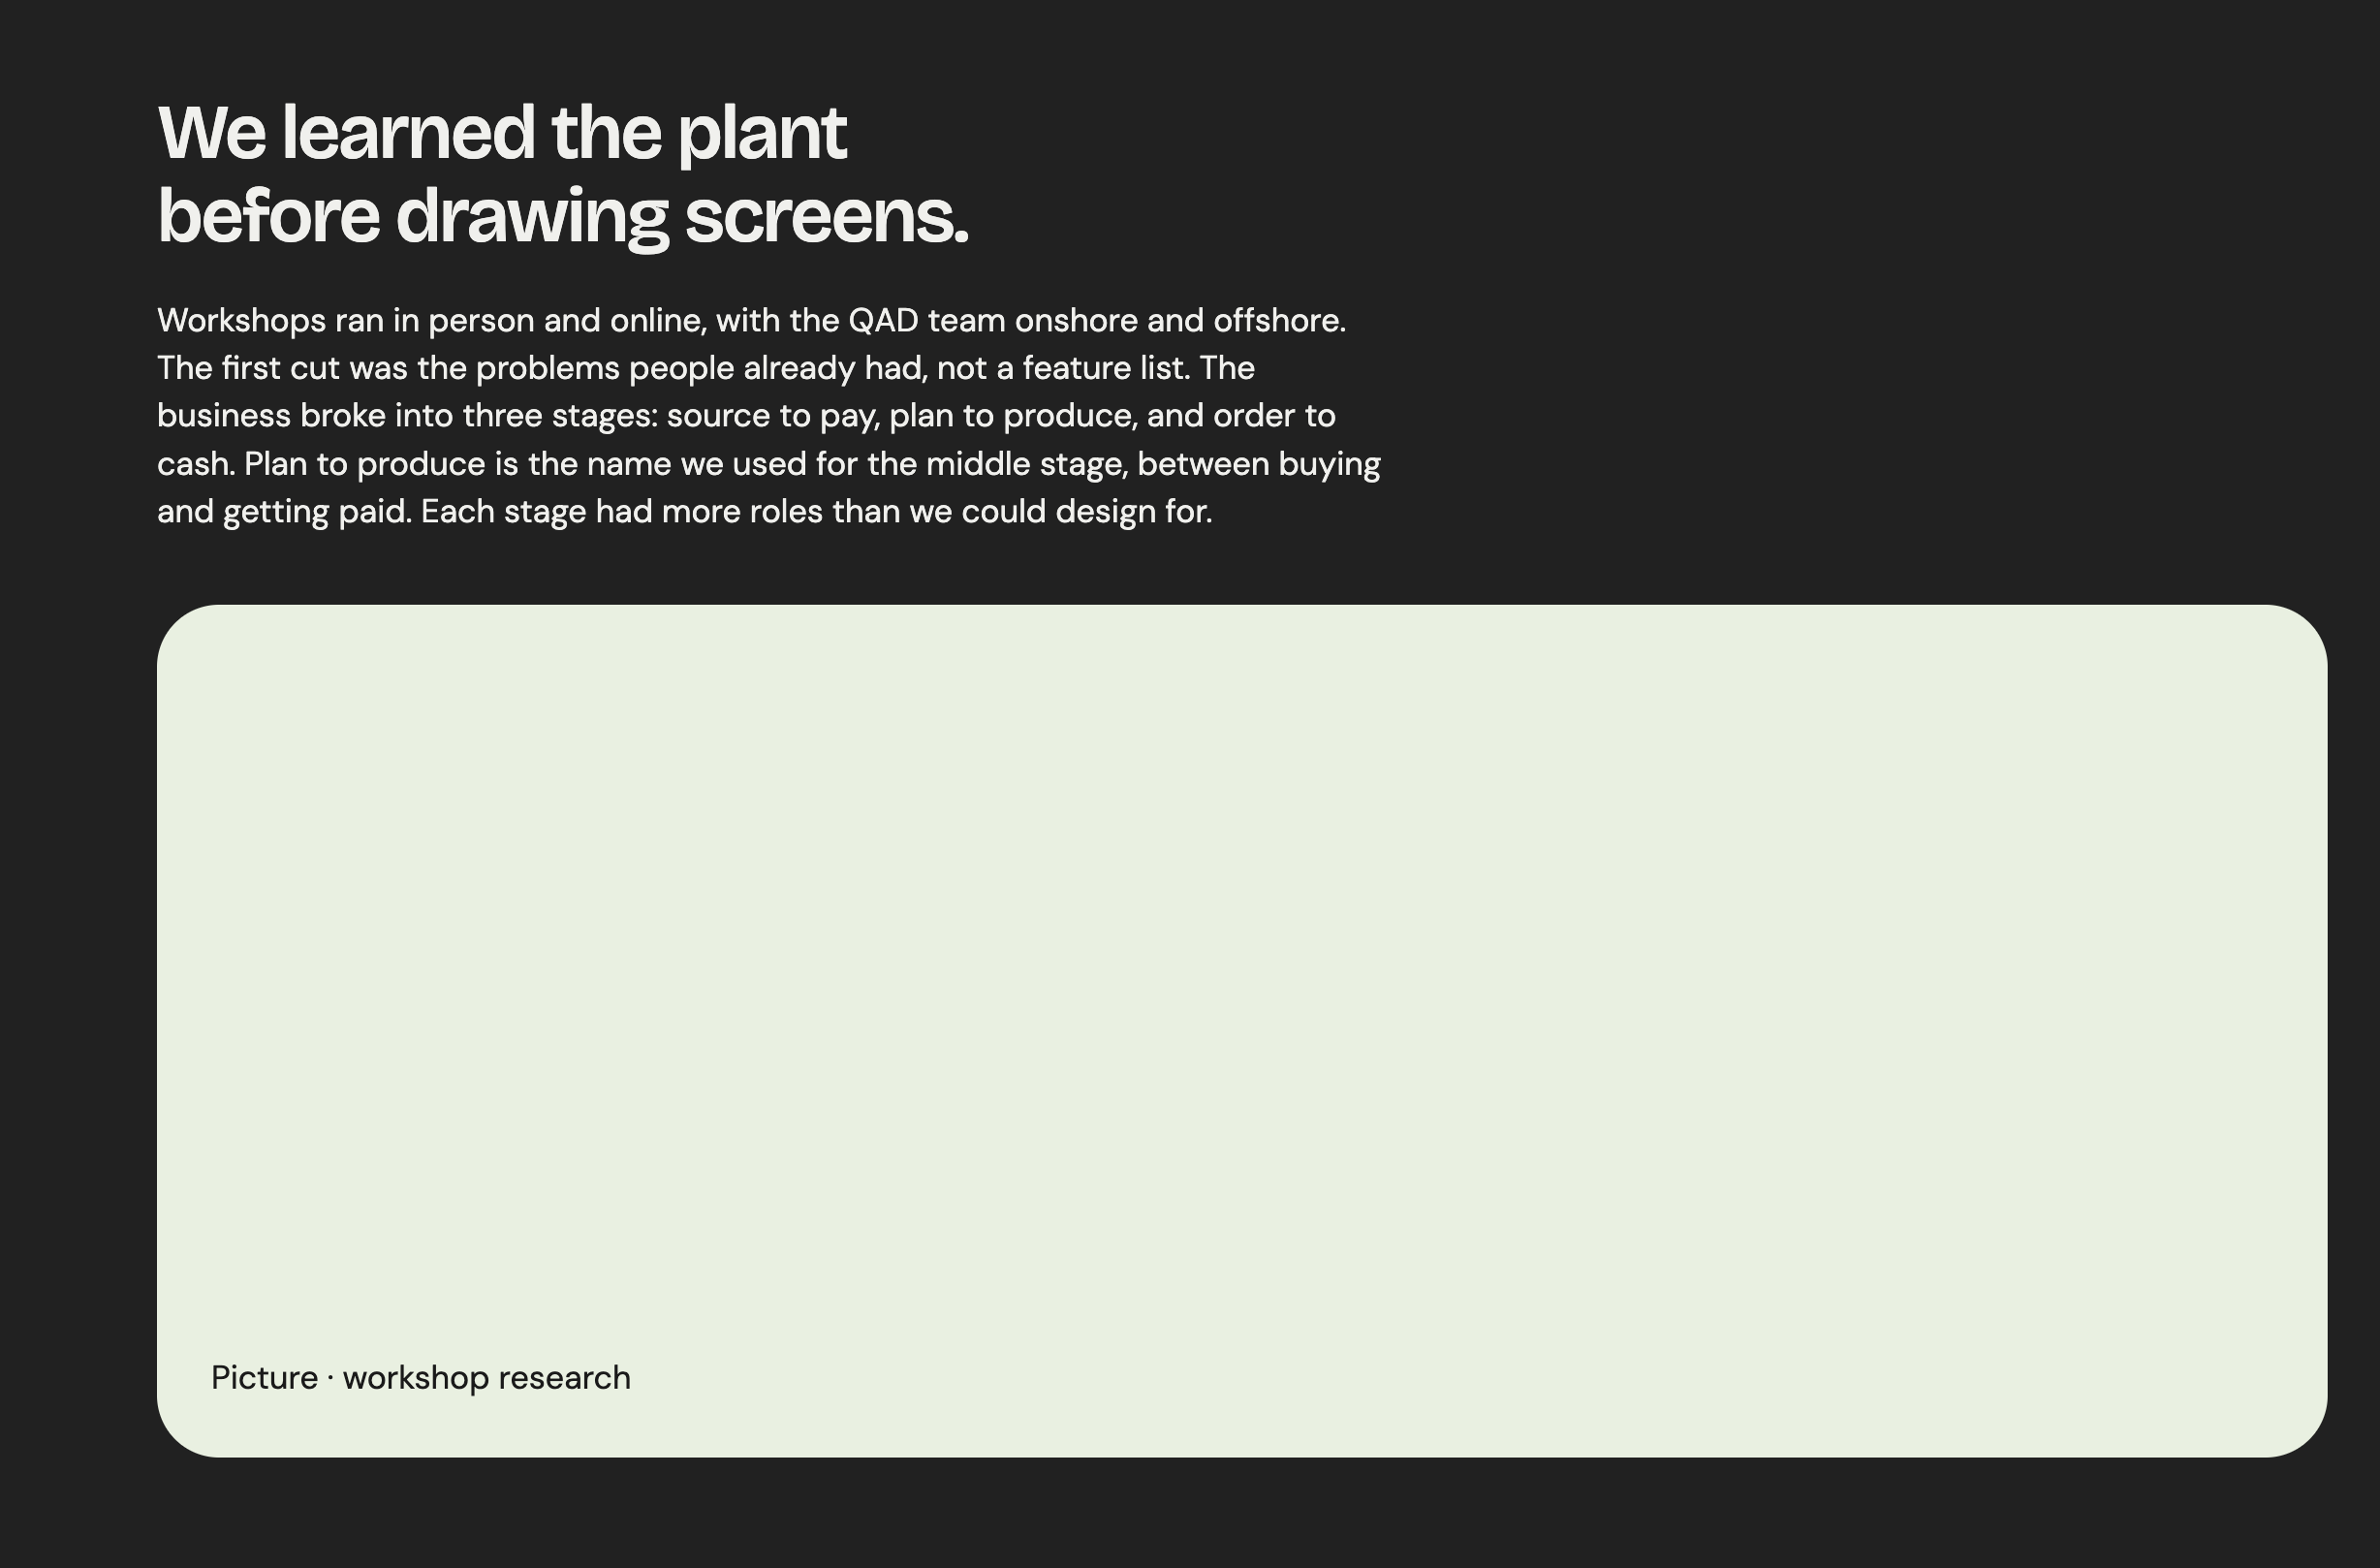 We learned the plant
before drawing screens.
Workshops ran in person and online, with the QAD team onshore and offshore.
The first cut was the problems people already had, not a feature list. The
business broke into three stages: source to pay, plan to produce, and order to
cash. Plan to produce is the name we used for the middle stage, between buying
and getting paid. Each stage had more roles than we could design for.
Picture · workshop research